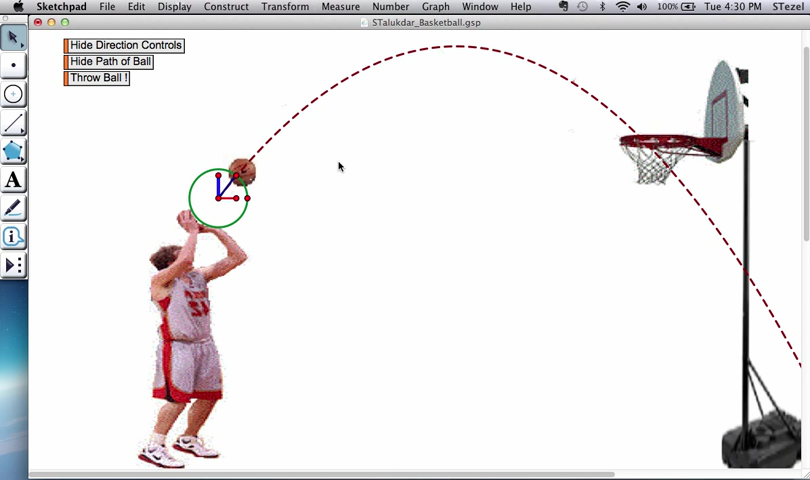 Sketchpad File Edit Display Construct Transform Measure Number Graph Window Help 100% Tue 4:30 PM STezel
STalukdar_Basketball.gsp
Hide Direction Controls
Hide Path of Ball
Throw Ball !
A
i